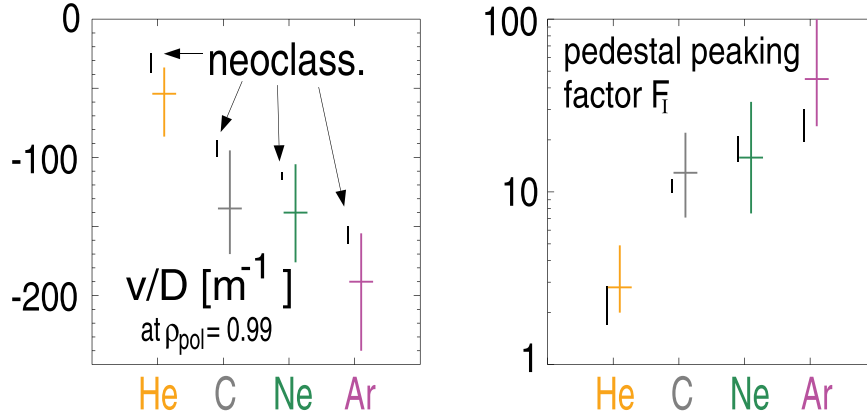 0
-100
-200
neoclass.
v/D [m⁻¹ ]
at ρpol = 0.99
He C Ne Ar
100
10
1
pedestal peaking
factor FI
He C Ne Ar